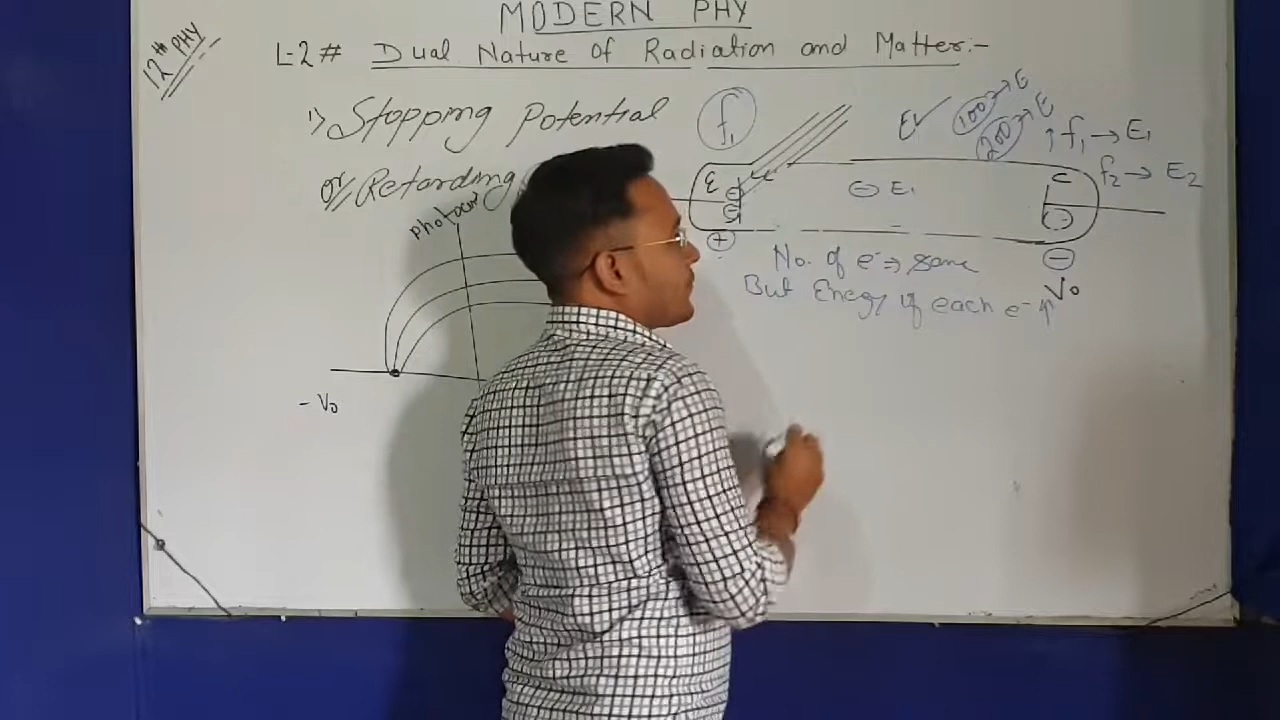 MODERN PHY
12th PHY
L-2# Dual Nature of Radiation and Matter:-
1) Stopping Potential
or Retarding
f₁
100 → E
200 → E
↑ f₁ → E₁
f₂ → E₂
E
C
⊖ E₁
+
−
V₀
No. of e⁻ → same
But Energy of each e⁻ ↑
- V₀